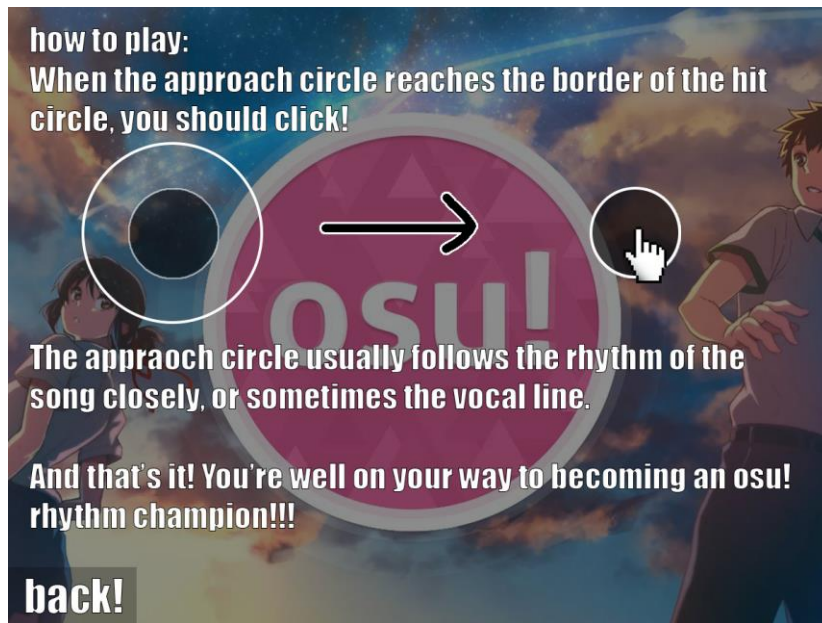 how to play:
When the approach circle reaches the border of the hit
circle, you should click!
osu!
The appraoch circle usually follows the rhythm of the
song closely, or sometimes the vocal line.
And that's it! You're well on your way to becoming an osu!
rhythm champion!!!
back!